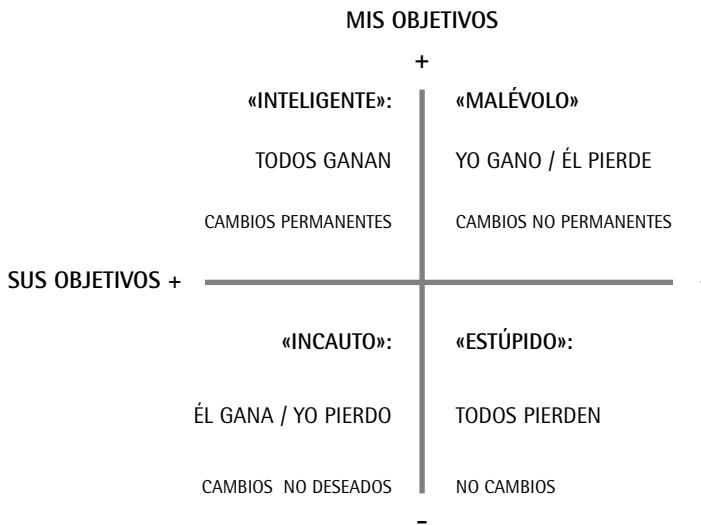 MIS OBJETIVOS
+
«INTELIGENTE»: «MALÉVOLO»
TODOS GANAN YO GANO / ÉL PIERDE
CAMBIOS PERMANENTES CAMBIOS NO PERMANENTES
SUS OBJETIVOS +
«INCAUTO»: «ESTÚPIDO»:
ÉL GANA / YO PIERDO TODOS PIERDEN
CAMBIOS NO DESEADOS NO CAMBIOS
-